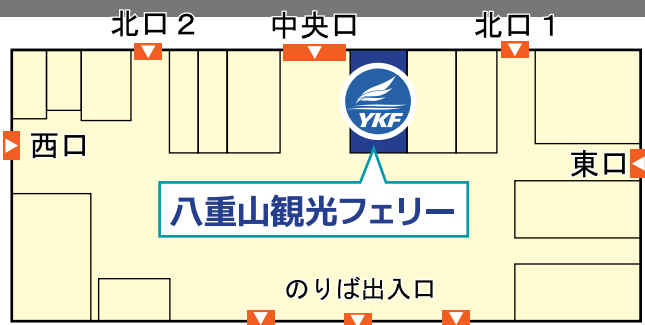 北口2
中央口
北口1
YKF
西口
東口
八重山観光フェリー
のりば出入口